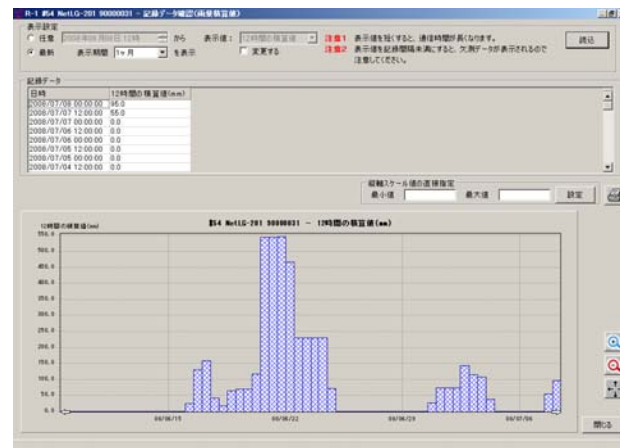 R-1 #54 NetLG-201 90000031 - 記録データ確認(雨量積算値)
表示設定
任意 から 表示値: 12時間の積算値 注意1 表示値を短くすると、通信時間が長くなります。 読込
最新 表示期間 1ヶ月 を表示 変更する 注意2 表示値を記録間隔未満にすると、欠測データが表示されるので
注意してください。
記録データ
日時 12時間の積算値(mm)
2008/07/08 00:00:00 95.0
2008/07/07 12:00:00 55.0
2008/07/07 00:00:00 0.0
2008/07/06 12:00:00 0.0
2008/07/06 00:00:00 0.0
2008/07/05 12:00:00 0.0
2008/07/05 00:00:00 0.0
2008/07/04 12:00:00 0.0
縦軸スケール値の直接指定
最小値 最大値 設定
#54 NetLG-201 90000031 - 12時間の積算値(mm)
12時間の積算値(mm)
550.0
500.0
450.0
400.0
350.0
300.0
250.0
200.0
150.0
100.0
50.0
0.0
08/06/15 08/06/22 08/06/29 08/07/06
閉じる